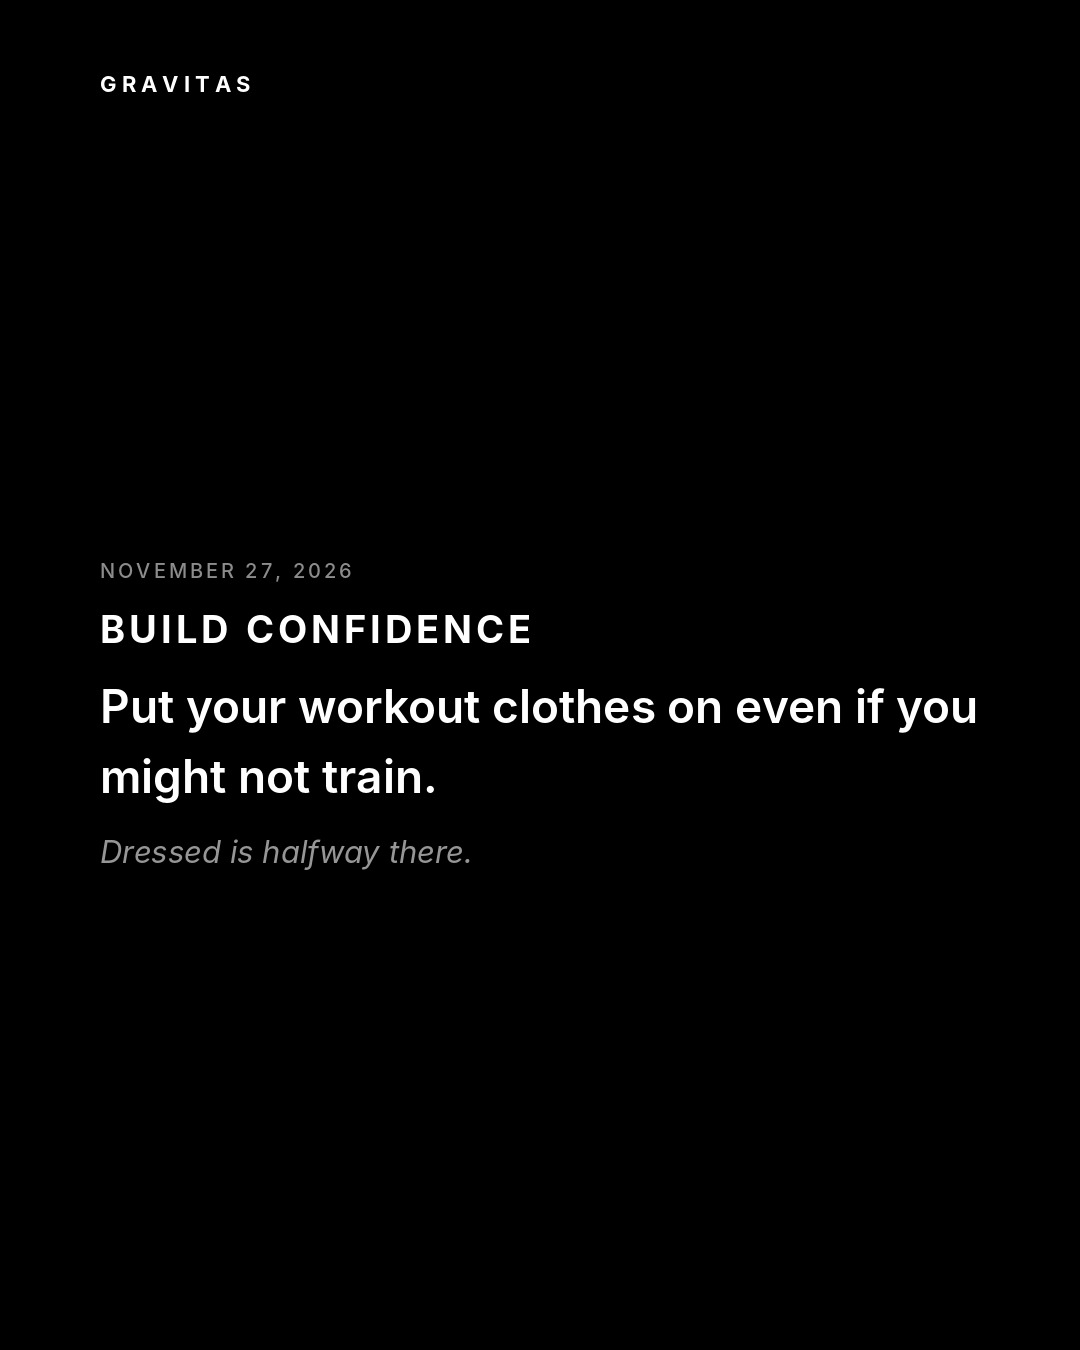 GRAVITAS
NOVEMBER 27, 2026
BUILD CONFIDENCE
Put your workout clothes on even if you
might not train.
Dressed is halfway there.